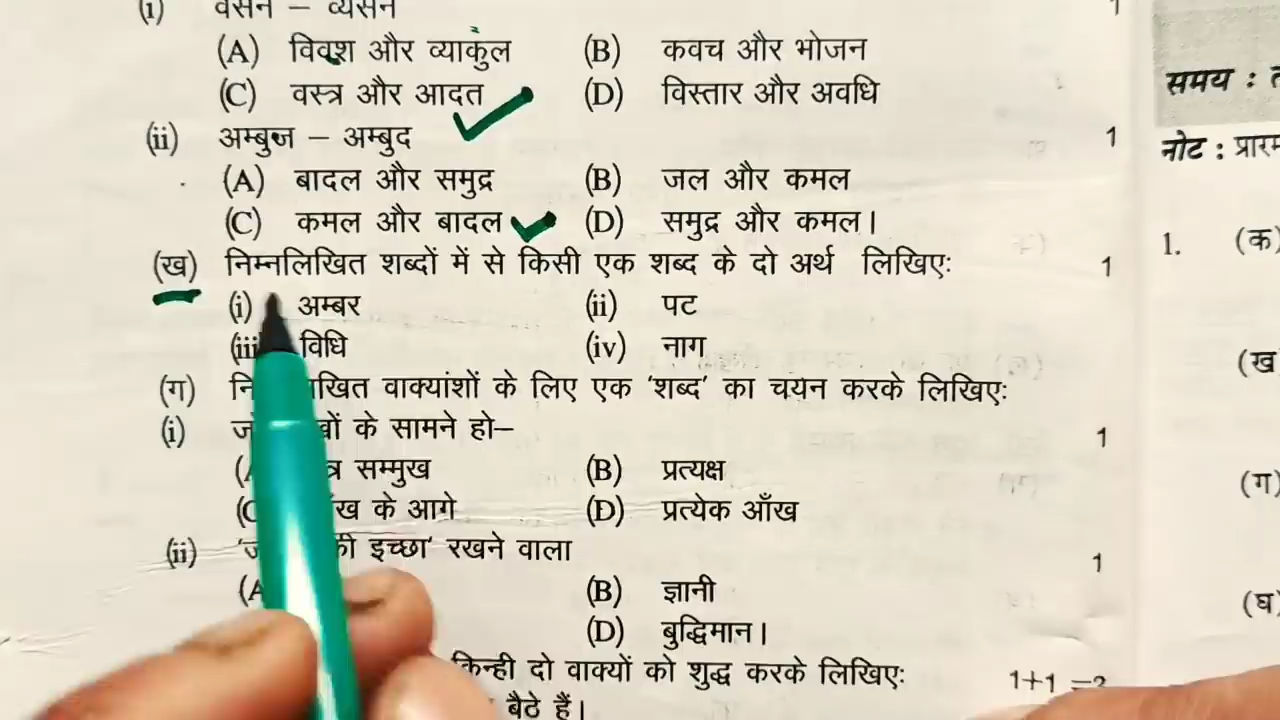 (i) वसन – व्यसन 1
(A) विवश और व्याकुल (B) कवच और भोजन
(C) वस्त्र और आदत (D) विस्तार और अवधि
(ii) अम्बुज – अम्बुद 1
(A) बादल और समुद्र (B) जल और कमल
(C) कमल और बादल (D) समुद्र और कमल।
(ख) निम्नलिखित शब्दों में से किसी एक शब्द के दो अर्थ लिखिएः 1
(i) अम्बर (ii) पट
(iii) विधि (iv) नाग
(ग) वाक्यांशों के लिए एक 'शब्द' का चयन करके लिखिएः
(i) के सामने हो– 1
सम्मुख (B) प्रत्यक्ष
के आगे (D) प्रत्येक आँख
(ii) की इच्छा' रखने वाला 1
(B) ज्ञानी
(D) बुद्धिमान।
किन्ही दो वाक्यों को शुद्ध करके लिखिएः 1+1
बैठे हैं।
समय :
नोट :
1. (क)
(ख
(ग)
(घ)